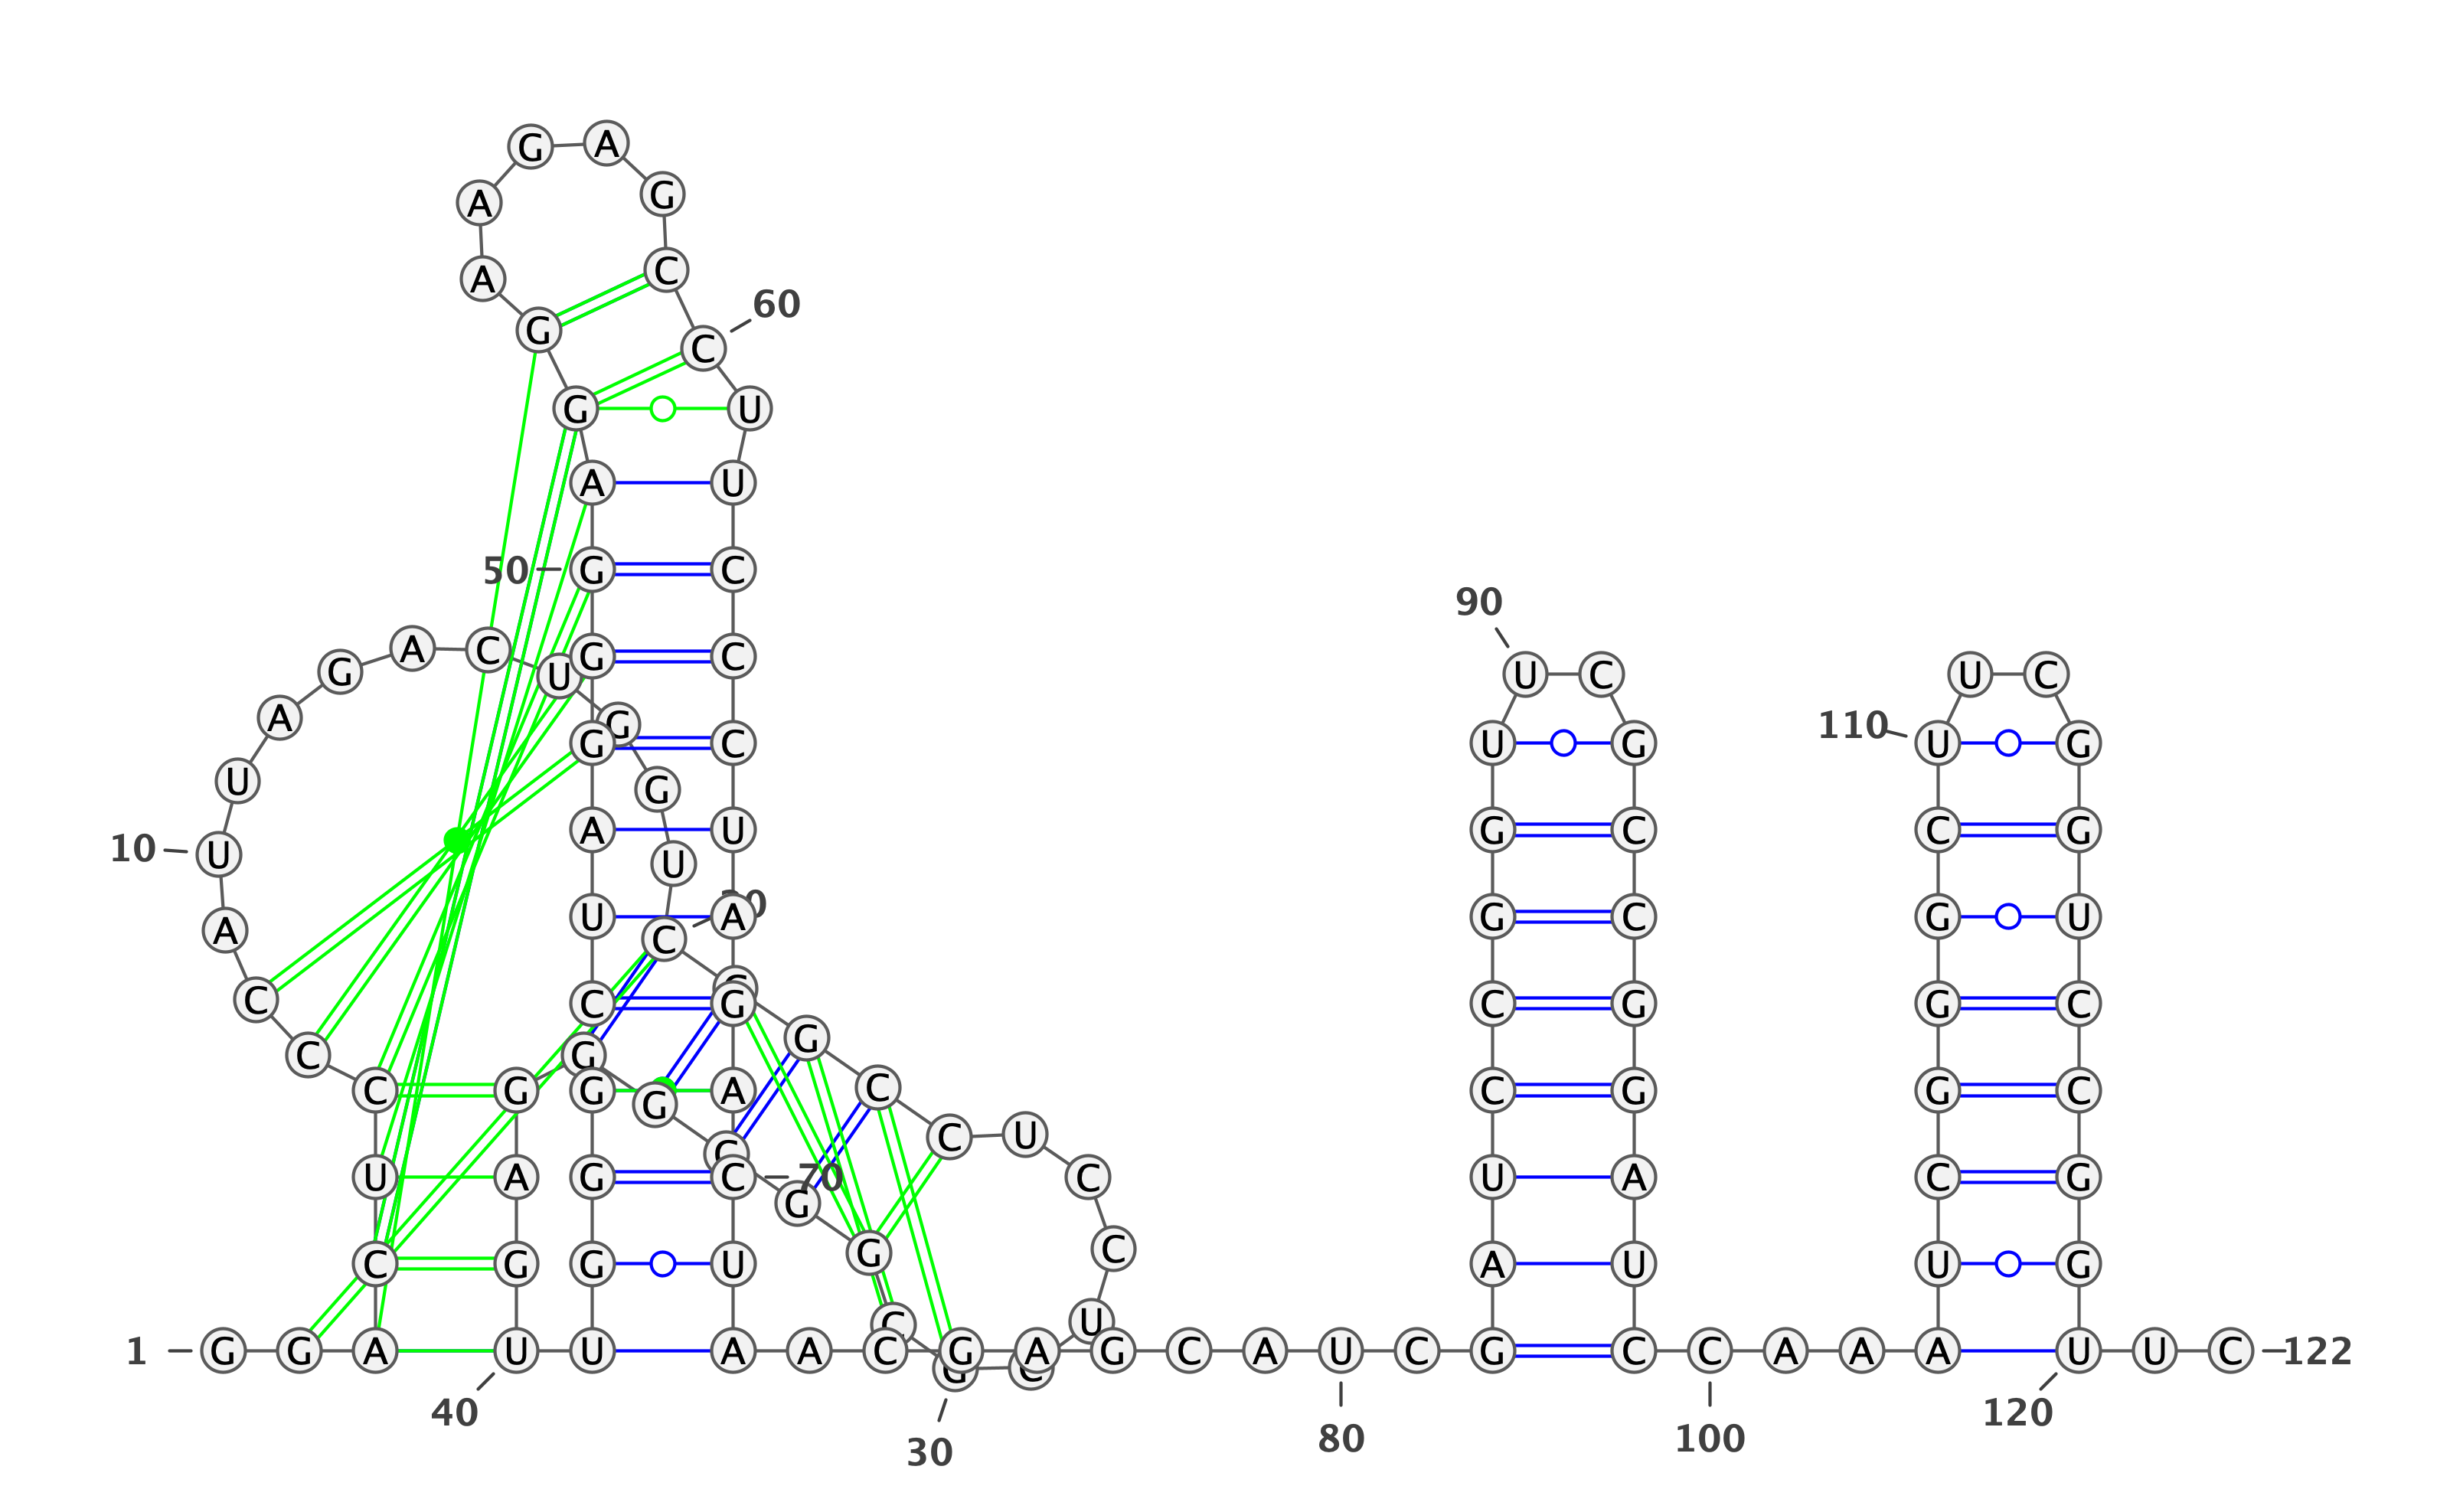 G A
A G
A C
60
G
C
G U
A U
50 G C
90
G A C U G C U C U C
A G G C U G 110 U G
U G
A U G C C G
10 U U
A U A G C G U
A C
C C G C G G C
G
C G
C G G G A C C G G C
G C
C U
U A G C 70 C U A C G
G
G C
C G G U A U U G
C U
1 G G A U U A A C G A G C A U C G C C A A A U U C 122
G C
40 120
80 100
30